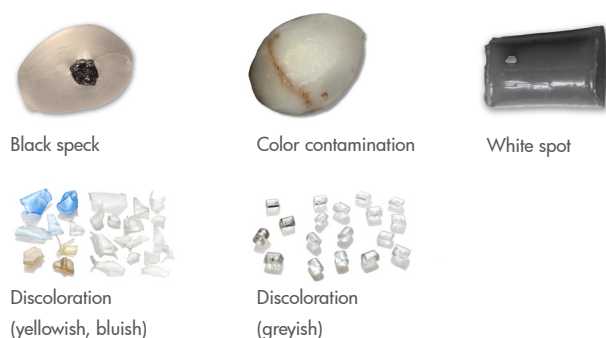 Black speck
Color contamination
White spot
Discoloration
(yellowish, bluish)
Discoloration
(greyish)